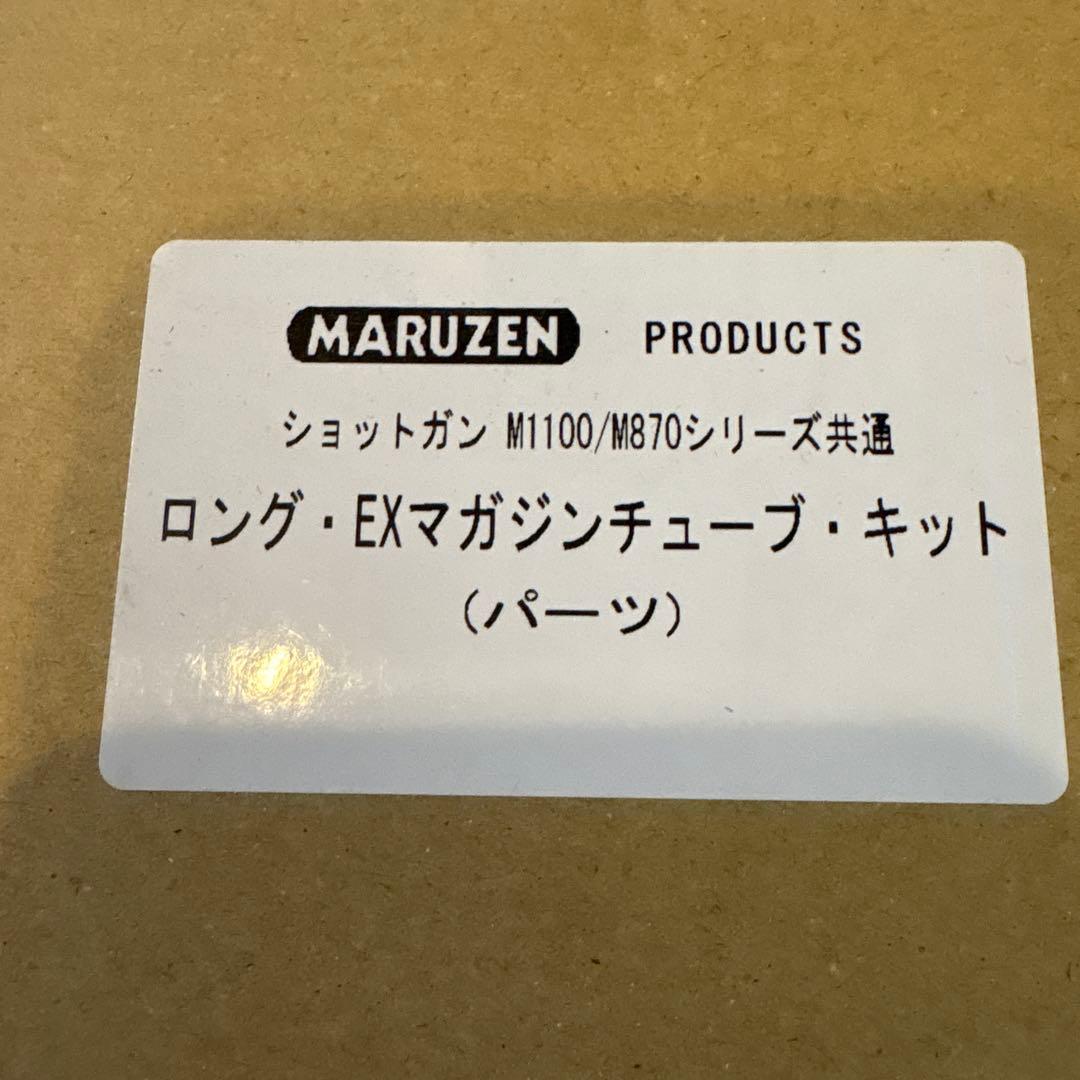 MARUZEN PRODUCTS
ショットガン M1100/M870シリーズ共通
ロング・EXマガジンチューブ・キット
(パーツ)